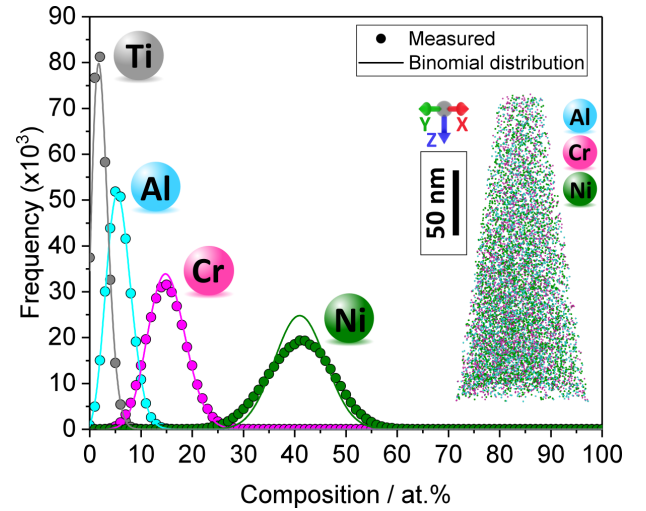 90
80
70
60
50
40
30
20
10
0
Frequency (x10³)
0 10 20 30 40 50 60 70 80 90 100
Composition / at.%
Ti
Al
Cr
Ni
Measured
Binomial distribution
Y X
Z
50 nm
Al
Cr
Ni